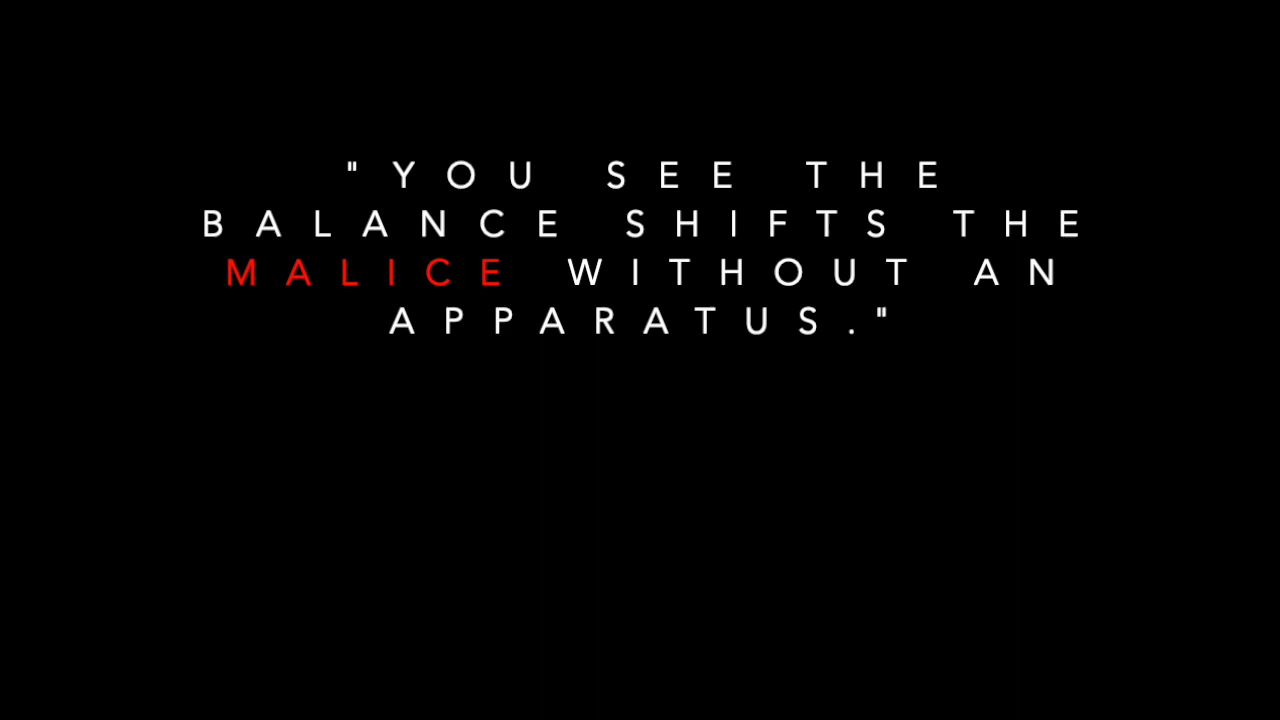 "YOU SEE THE
BALANCE SHIFTS THE
MALICE WITHOUT AN
APPARATUS."